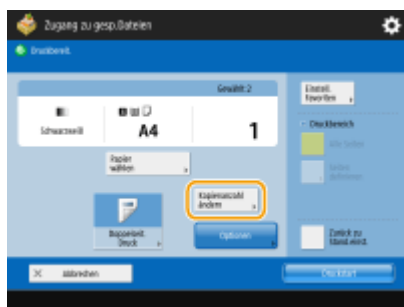 Zugang zu gesp.Dateien
Druckbereit.
Gewählt:2
Schwarzweiß
A4
1
Papier
wählen
Kopienanzahl
ändern
Doppelseit.
Druck
Optionen
Einstell.
Favoriten
Druckbereich
Alle Seiten
Seiten
definieren
Zurück zu
Stand.einst.
Abbrechen
Druckstart